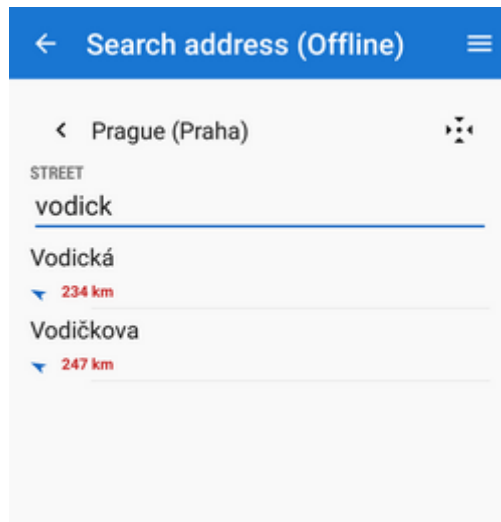 Search address (Offline)
Prague (Praha)
STREET
vodick
Vodická
234 km
Vodičkova
247 km